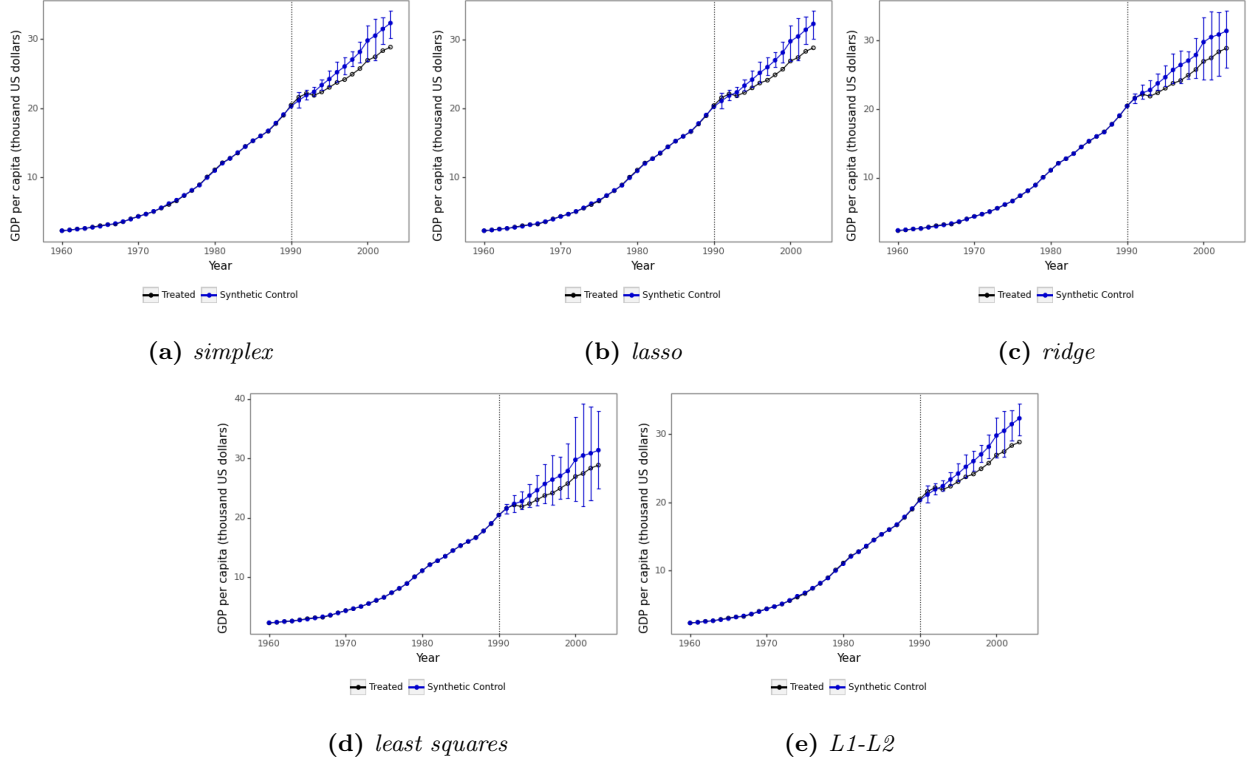 GDP per capita (thousand US dollars)
30
20
10
1960 1970 1980 1990 2000
Year
Treated Synthetic Control
(a) simplex
GDP per capita (thousand US dollars)
30
20
10
1960 1970 1980 1990 2000
Year
Treated Synthetic Control
(b) lasso
GDP per capita (thousand US dollars)
30
20
10
1960 1970 1980 1990 2000
Year
Treated Synthetic Control
(c) ridge
GDP per capita (thousand US dollars)
40
30
20
10
1960 1970 1980 1990 2000
Year
Treated Synthetic Control
(d) least squares
GDP per capita (thousand US dollars)
30
20
10
1960 1970 1980 1990 2000
Year
Treated Synthetic Control
(e) L1-L2